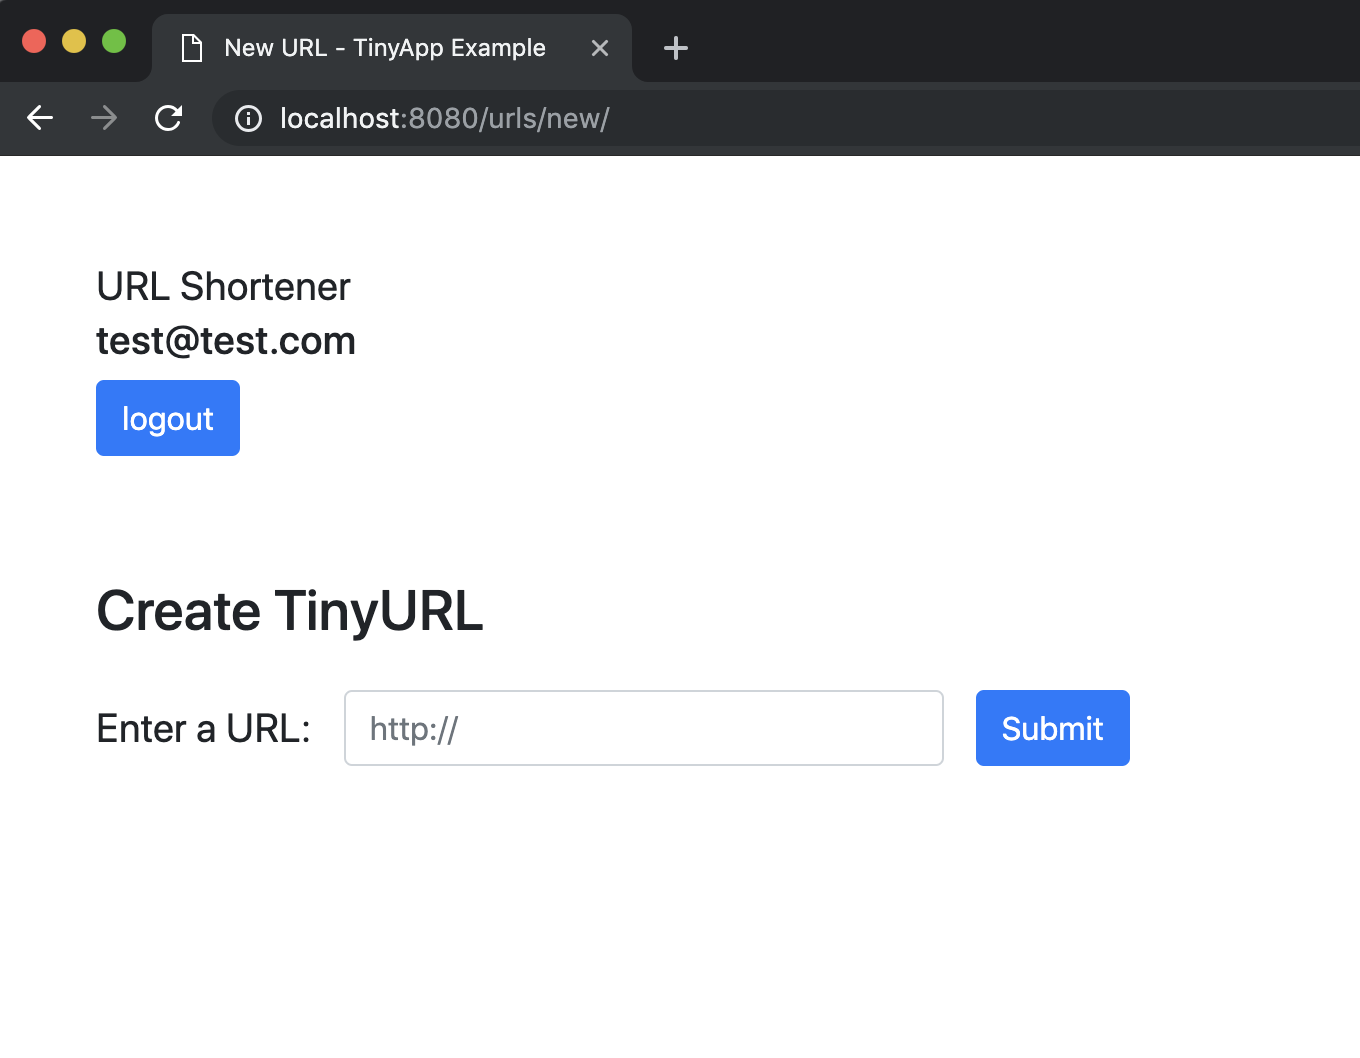 New URL - TinyApp Example
localhost:8080/urls/new/
URL Shortener
test@test.com
logout
Create TinyURL
Enter a URL: http:// Submit